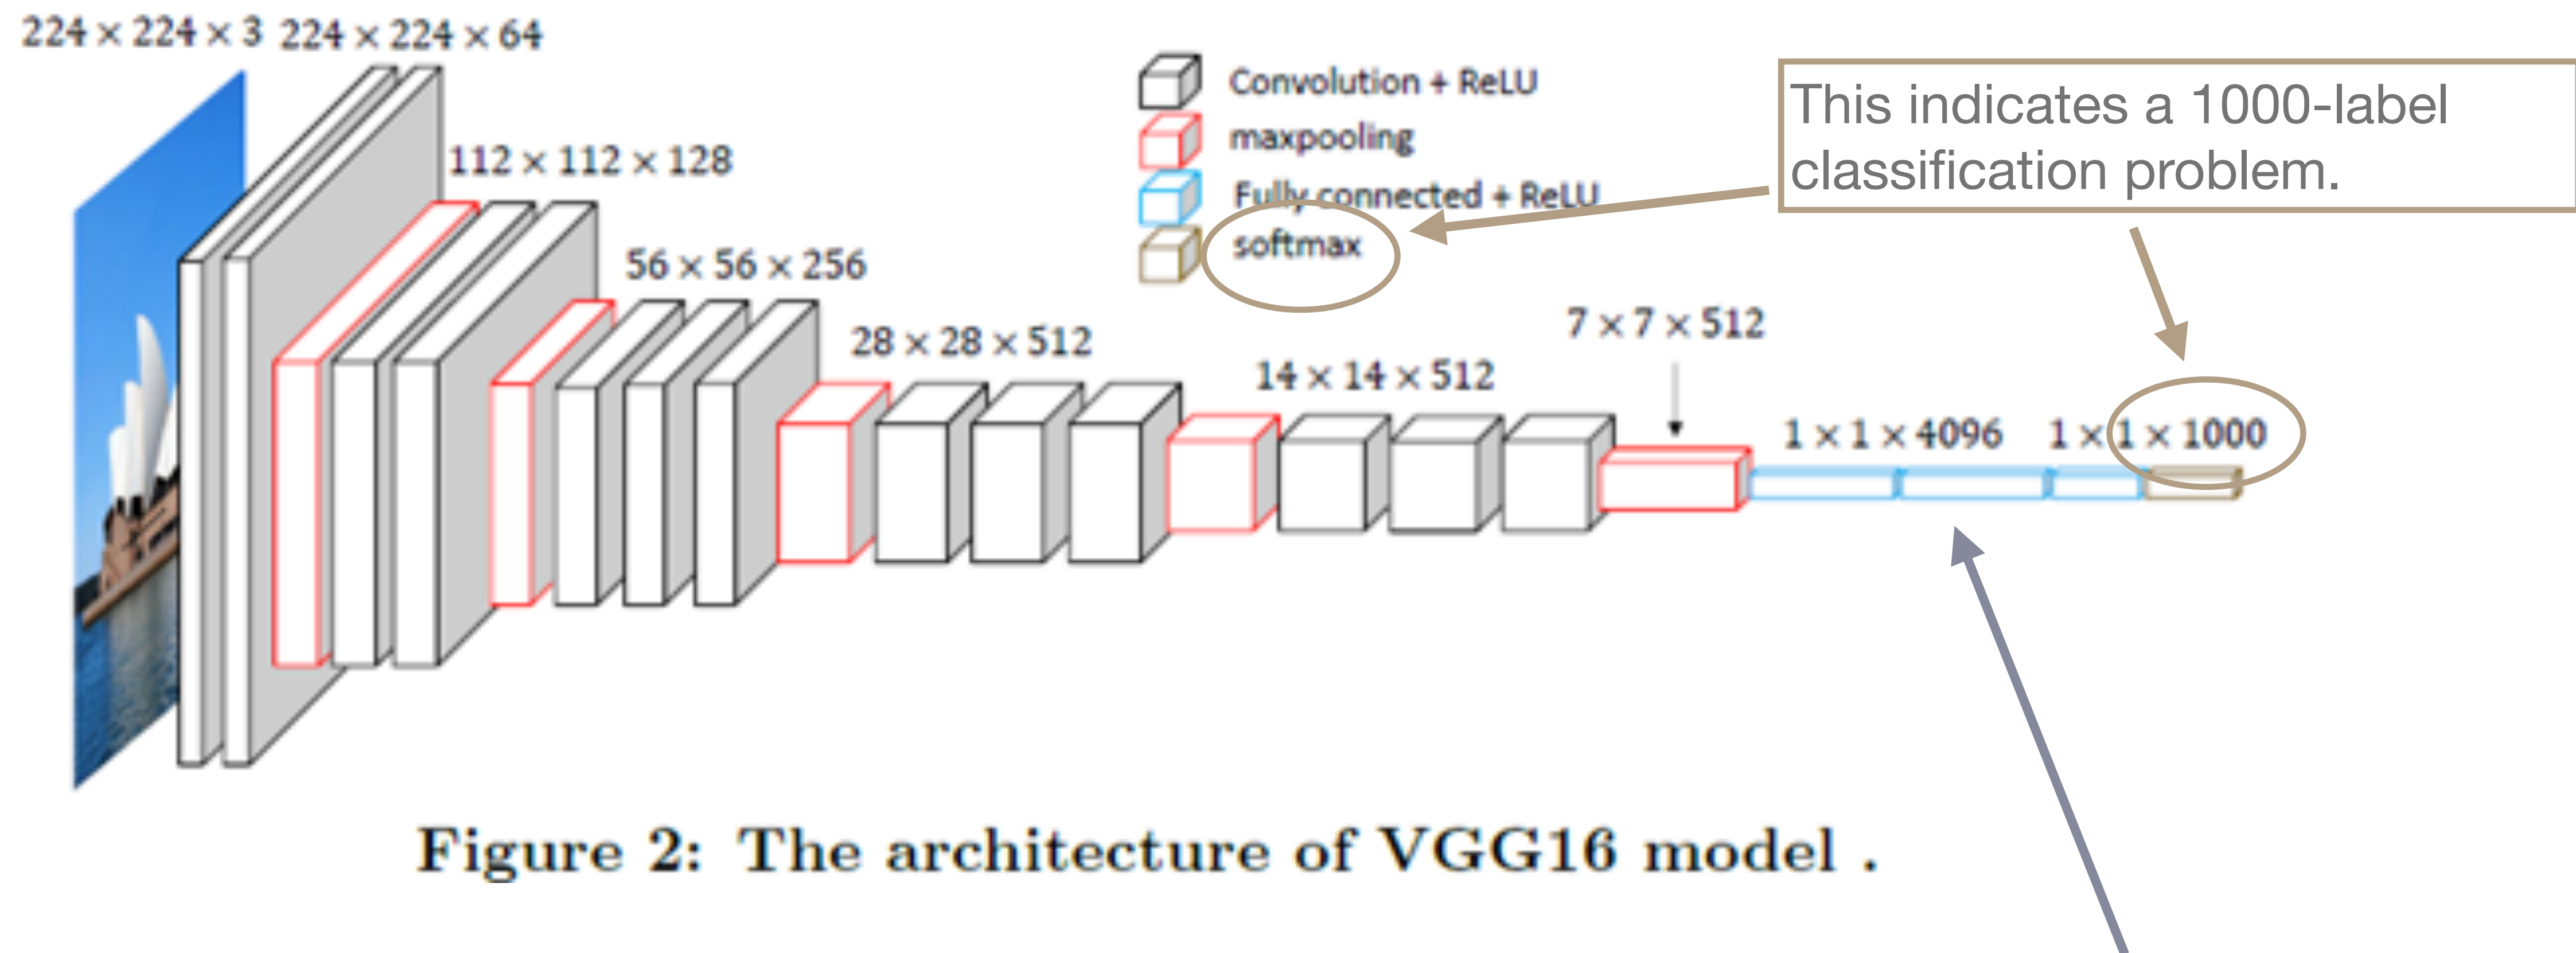 224 × 224 × 3 224 × 224 × 64
112 × 112 × 128
56 × 56 × 256
28 × 28 × 512
14 × 14 × 512
7 × 7 × 512
1 × 1 × 4096 1 × 1 × 1000
Convolution + ReLU
maxpooling
Fully connected + ReLU
softmax
This indicates a 1000-label
classification problem.
Figure 2: The architecture of VGG16 model .